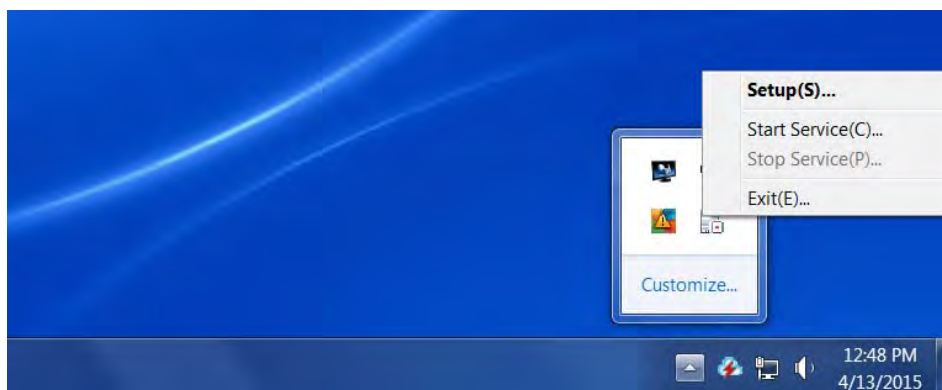 Setup(S)...
Start Service(C)...
Stop Service(P)...
Exit(E)...
Customize...
12:48 PM
4/13/2015